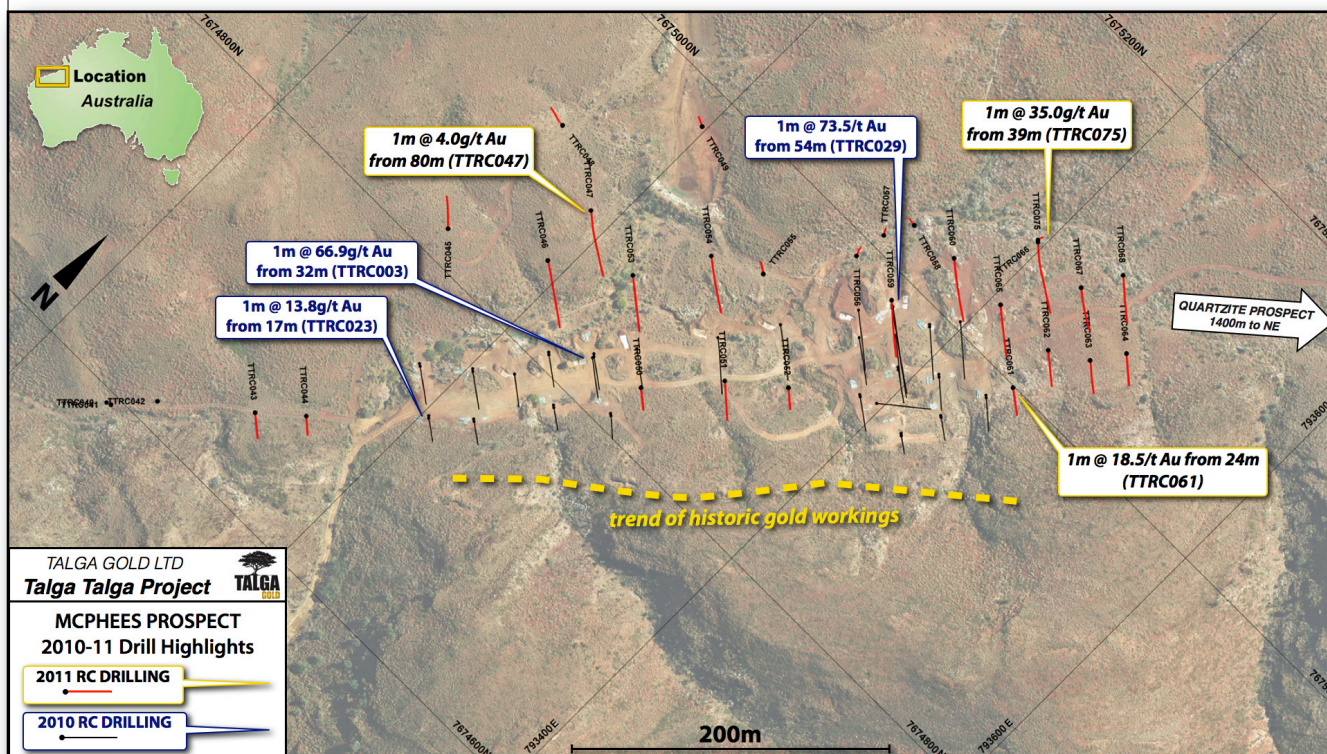 7674800N
7675000N
7675200N
Location
Australia
1m @ 4.0g/t Au
from 80m (TTRC047)
1m @ 73.5/t Au
from 54m (TTRC029)
1m @ 35.0g/t Au
from 39m (TTRC075)
1m @ 66.9g/t Au
from 32m (TTRC003)
1m @ 13.8g/t Au
from 17m (TTRC023)
N
TTRC048
TTRC047
TTRC049
TTRC045
TTRC046
TTRC053
TTRC054
TTRC055
TTRC056
TTRC059
TTRC058
TTRC060
TTRC065
TTRC066
TTRC075
TTRC067
TTRC068
TTRC062
TTRC063
TTRC064
TTRC061
TTRC050
TTRC051
TTRC052
TTRC043
TTRC044
TTRC041
TTRC042
QUARTZITE PROSPECT
1400m to NE
1m @ 18.5/t Au from 24m
(TTRC061)
trend of historic gold workings
TALGA GOLD LTD
Talga Talga Project
TALGA
GOLD
MCPHEES PROSPECT
2010-11 Drill Highlights
2011 RC DRILLING
2010 RC DRILLING
7674600N
793400E
200m
7674800N
793600E